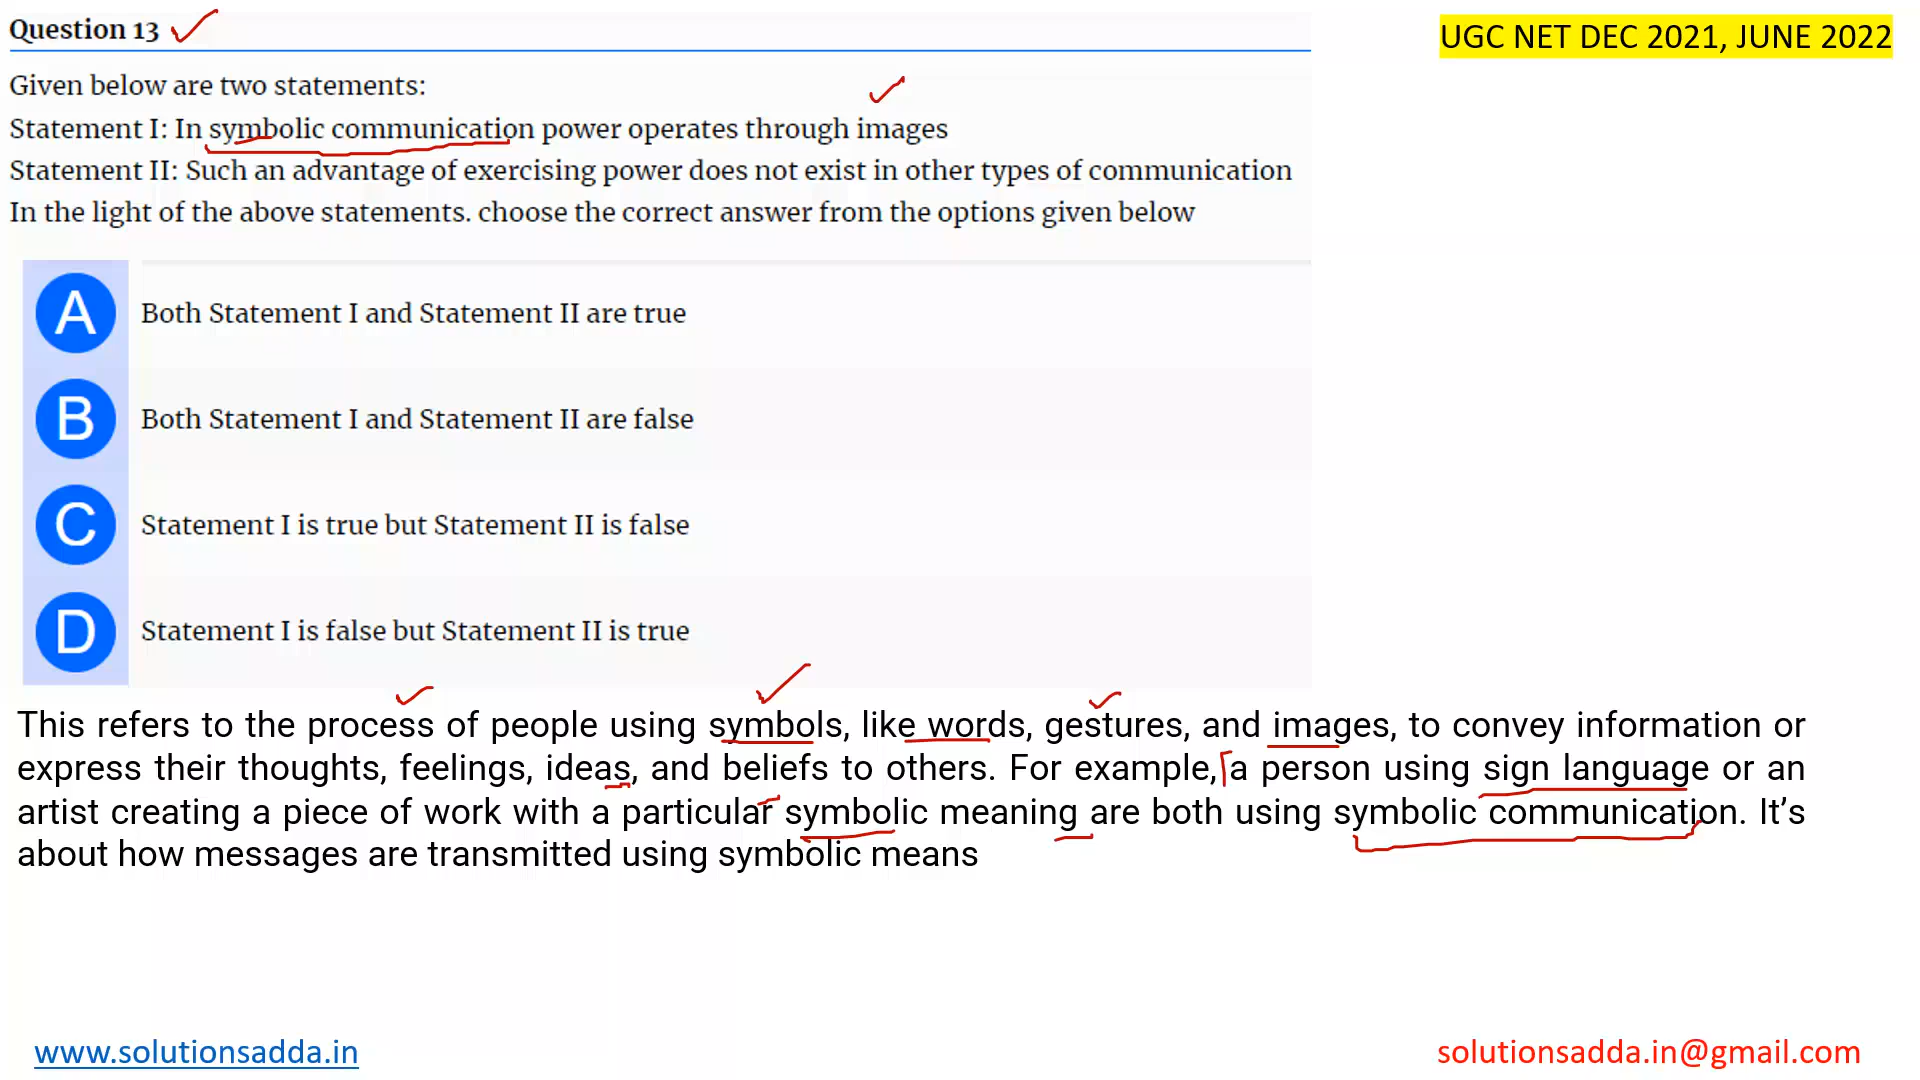 Question 13
UGC NET DEC 2021, JUNE 2022
Given below are two statements:
Statement I: In symbolic communication power operates through images
Statement II: Such an advantage of exercising power does not exist in other types of communication
In the light of the above statements. choose the correct answer from the options given below
A Both Statement I and Statement II are true
B Both Statement I and Statement II are false
C Statement I is true but Statement II is false
D Statement I is false but Statement II is true
This refers to the process of people using symbols, like words, gestures, and images, to convey information or
express their thoughts, feelings, ideas, and beliefs to others. For example, a person using sign language or an
artist creating a piece of work with a particular symbolic meaning are both using symbolic communication. It’s
about how messages are transmitted using symbolic means
www.solutionsadda.in
solutionsadda.in@gmail.com